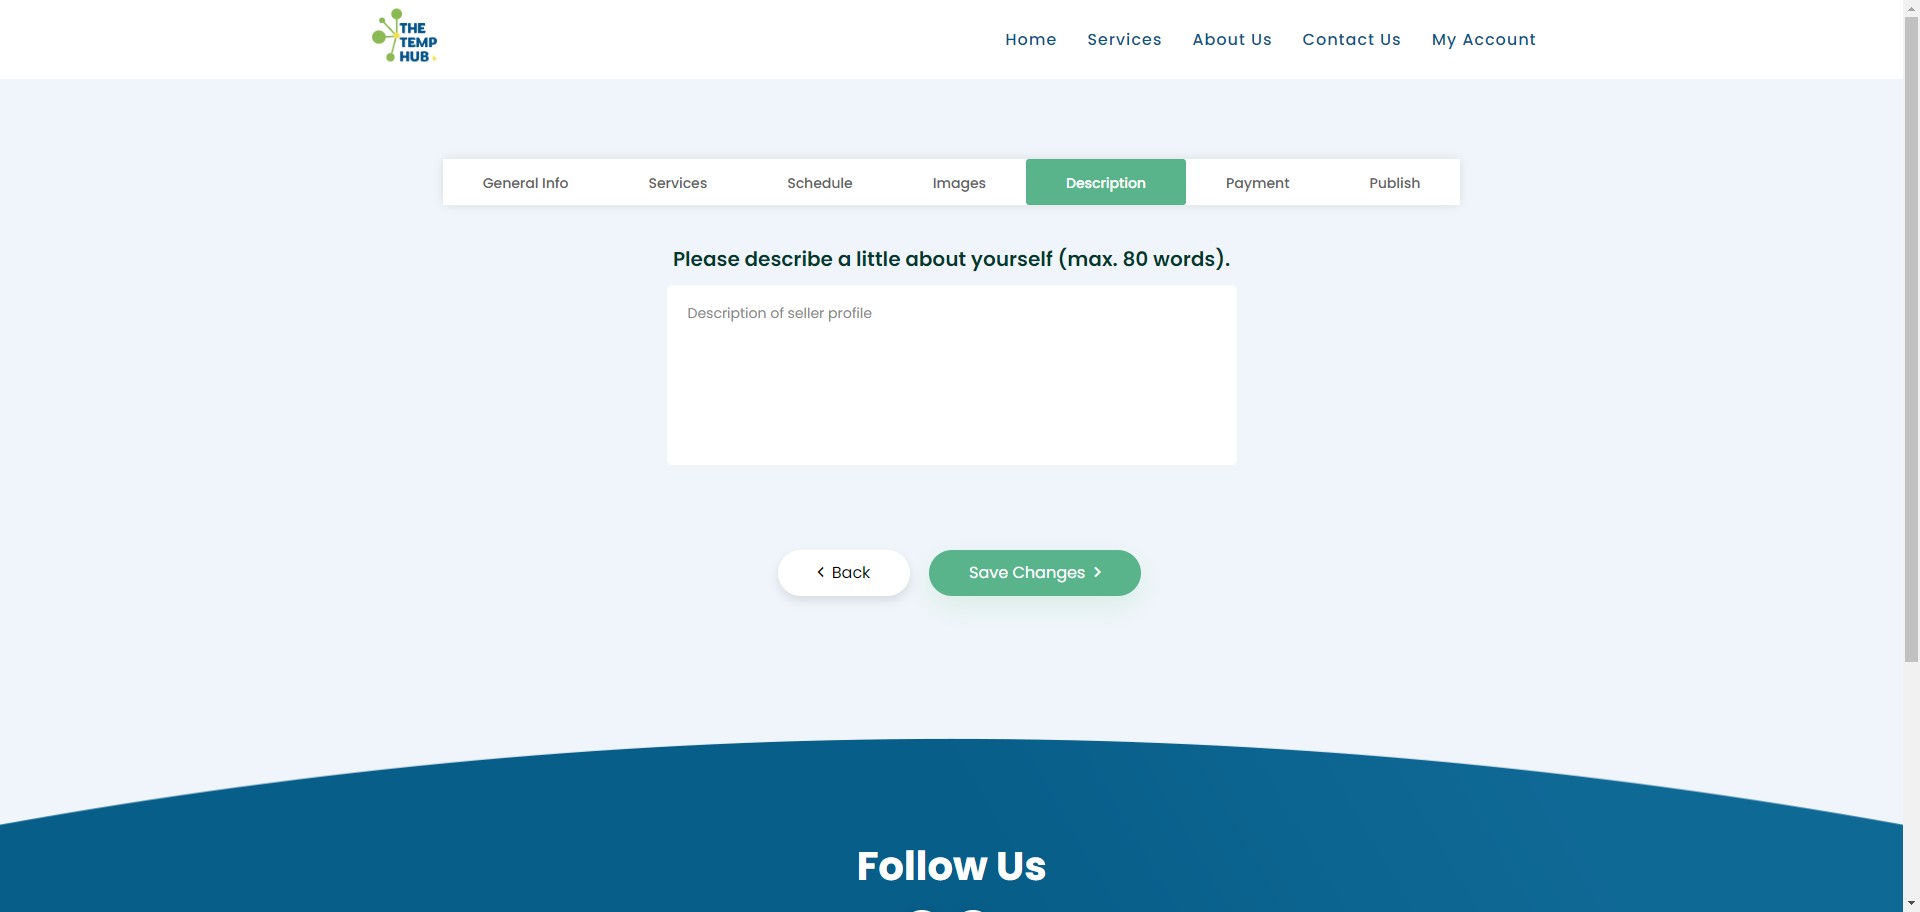 THE
TEMP
HUB
Home Services About Us Contact Us My Account
General Info Services Schedule Images Description Payment Publish
Please describe a little about yourself (max. 80 words).
Description of seller profile
Back Save Changes
Follow Us